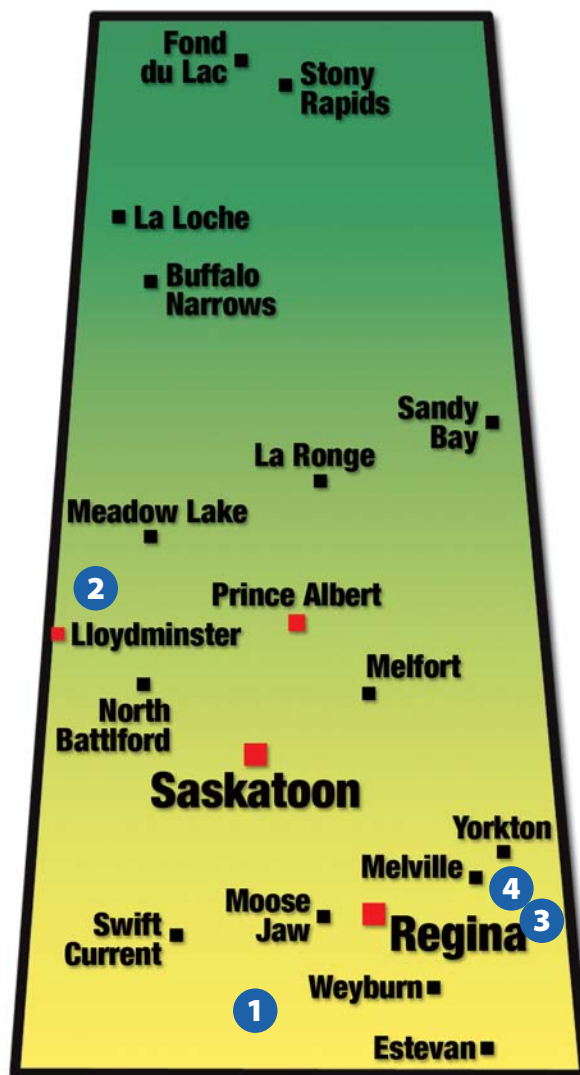 Fond
du Lac
Stony
Rapids
La Loche
Buffalo
Narrows
Sandy
Bay
La Ronge
Meadow Lake
2
Prince Albert
Lloydminster
Melfort
North
Battlford
Saskatoon
Yorkton
Melville
4
Moose
Jaw
Regina
3
Swift
Current
Weyburn
1
Estevan